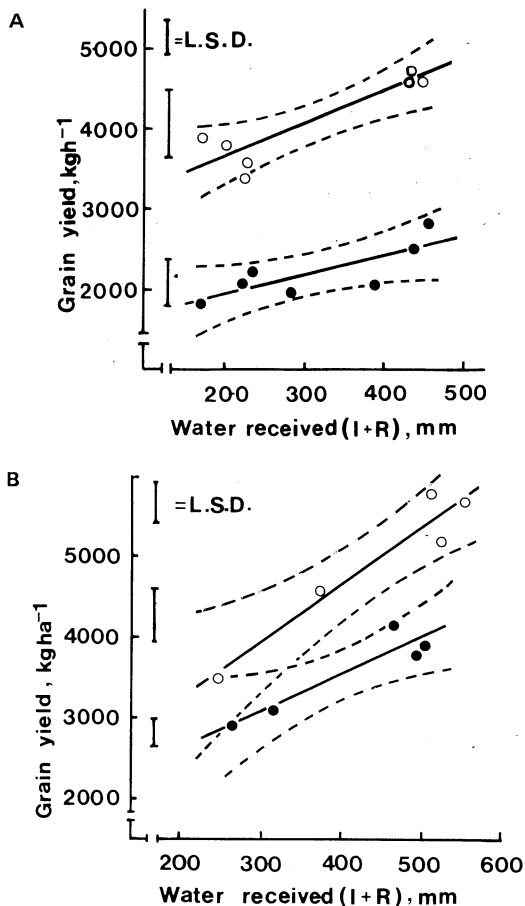 A
5000
=L.S.D.
4000
3000
2000
Grain yield,kgh⁻¹
200 300 400 500
Water received(I+R),mm
B
=L.S.D.
5000
4000
3000
2000
Grain yield, kgha⁻¹
200 300 400 500 600
Water received(I+R),mm